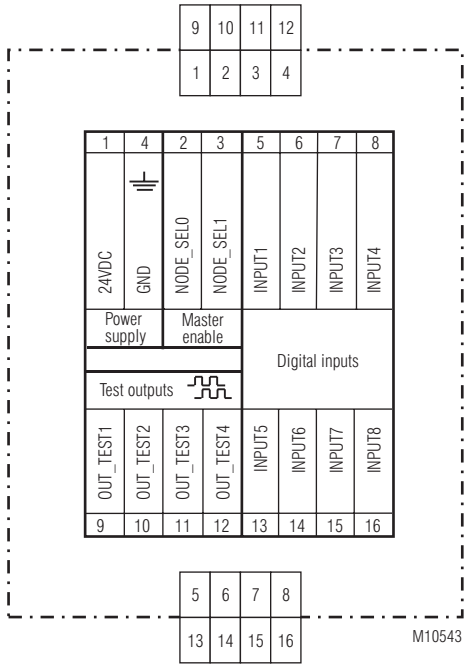 9 10 11 12
1 2 3 4
1 4 2 3 5 6 7 8
24VDC GND NODE_SEL0 NODE_SEL1 INPUT1 INPUT2 INPUT3 INPUT4
Power supply
Master enable
Digital inputs
Test outputs
OUT_TEST1 OUT_TEST2 OUT_TEST3 OUT_TEST4 INPUT5 INPUT6 INPUT7 INPUT8
9 10 11 12 13 14 15 16
5 6 7 8
13 14 15 16
M10543